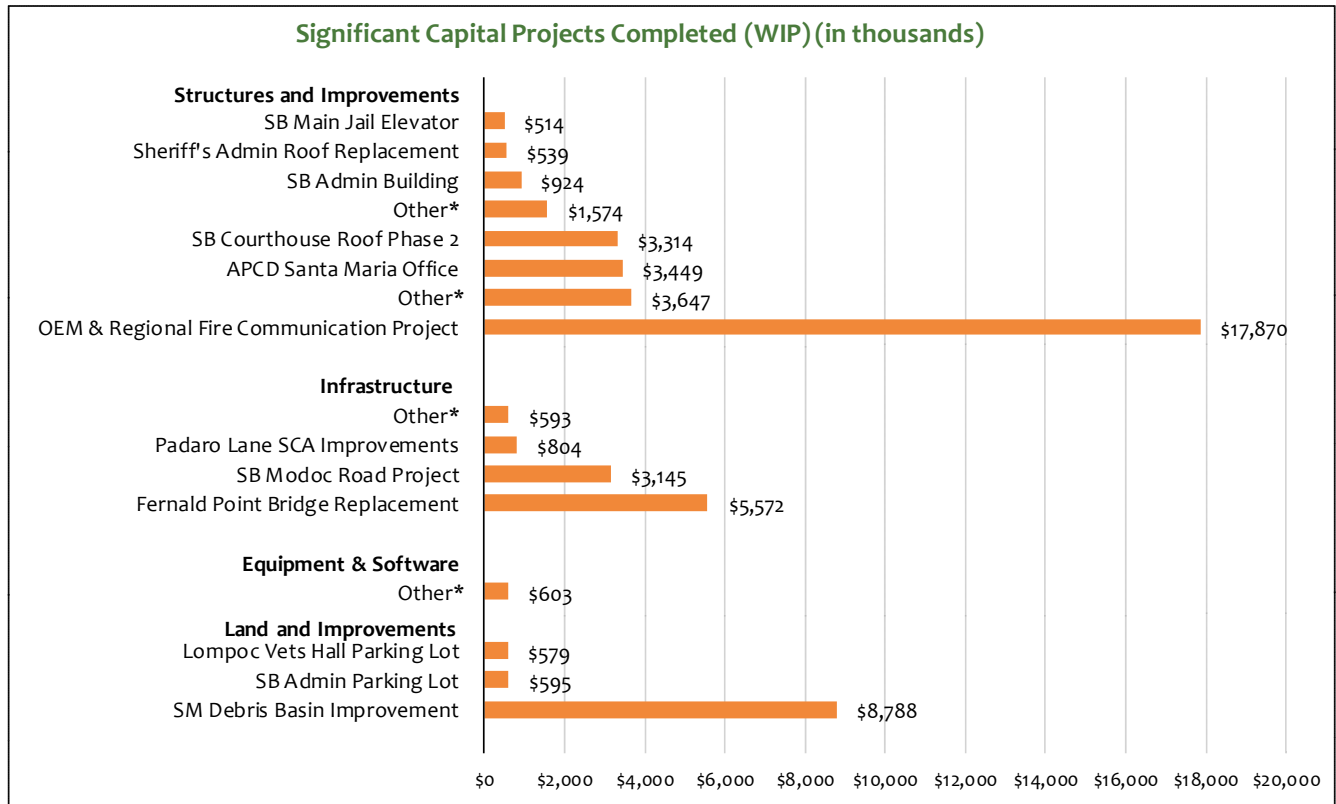 Significant Capital Projects Completed (WIP) (in thousands)
Structures and Improvements
SB Main Jail Elevator $514
Sheriff's Admin Roof Replacement $539
SB Admin Building $924
Other* $1,574
SB Courthouse Roof Phase 2 $3,314
APCD Santa Maria Office $3,449
Other* $3,647
OEM & Regional Fire Communication Project $17,870
Infrastructure
Other* $593
Padaro Lane SCA Improvements $804
SB Modoc Road Project $3,145
Fernald Point Bridge Replacement $5,572
Equipment & Software
Other* $603
Land and Improvements
Lompoc Vets Hall Parking Lot $579
SB Admin Parking Lot $595
SM Debris Basin Improvement $8,788
$0 $2,000 $4,000 $6,000 $8,000 $10,000 $12,000 $14,000 $16,000 $18,000 $20,000